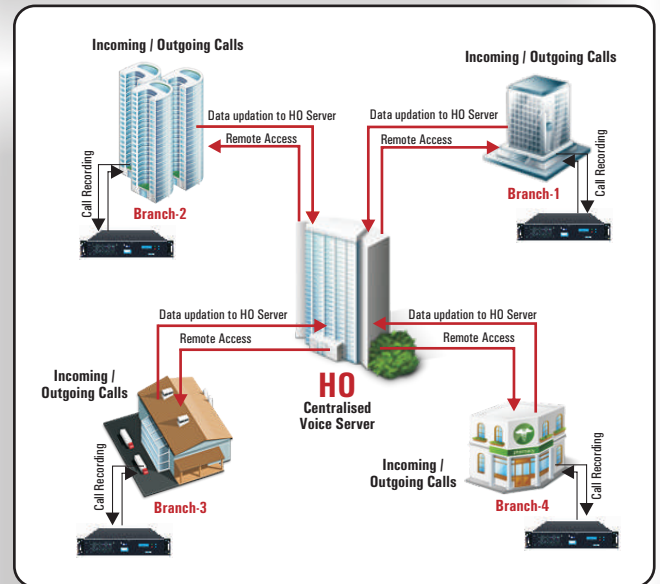 Incoming / Outgoing Calls
Incoming / Outgoing Calls
Data updation to HO Server
Remote Access
Data updation to HO Server
Remote Access
Call Recording
Call Recording
Branch-2
Branch-1
Data updation to HO Server
Remote Access
Data updation to HO Server
Remote Access
HO
Centralised
Voice Server
Incoming /
Outgoing Calls
pharmacy
Incoming /
Outgoing Calls
Call Recording
Call Recording
Branch-3
Branch-4